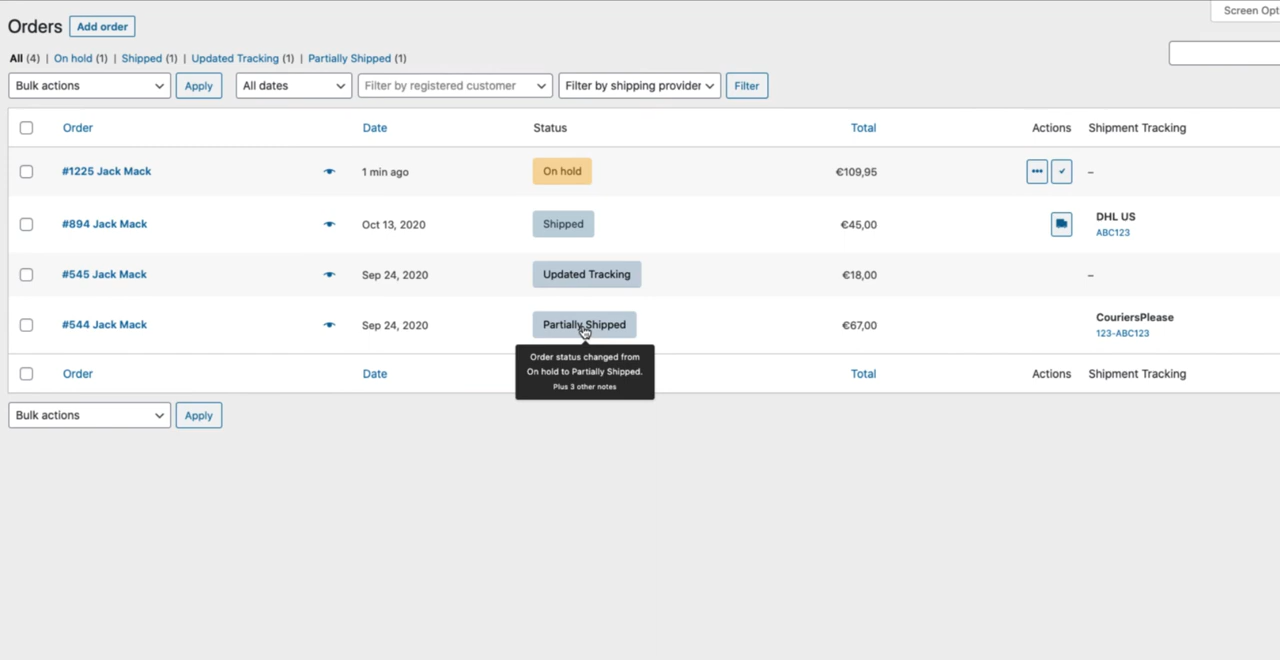 Screen Opt
Orders Add order
All (4) | On hold (1) | Shipped (1) | Updated Tracking (1) | Partially Shipped (1)
Bulk actions Apply All dates Filter by registered customer Filter by shipping provider Filter
Order Date Status Total Actions Shipment Tracking
#1225 Jack Mack 1 min ago On hold €109,95 –
#894 Jack Mack Oct 13, 2020 Shipped €45,00 DHL US
ABC123
#545 Jack Mack Sep 24, 2020 Updated Tracking €18,00 –
#544 Jack Mack Sep 24, 2020 Partially Shipped €67,00 CouriersPlease
123-ABC123
Order status changed from
On hold to Partially Shipped.
Plus 3 other notes
Order Date Total Actions Shipment Tracking
Bulk actions Apply